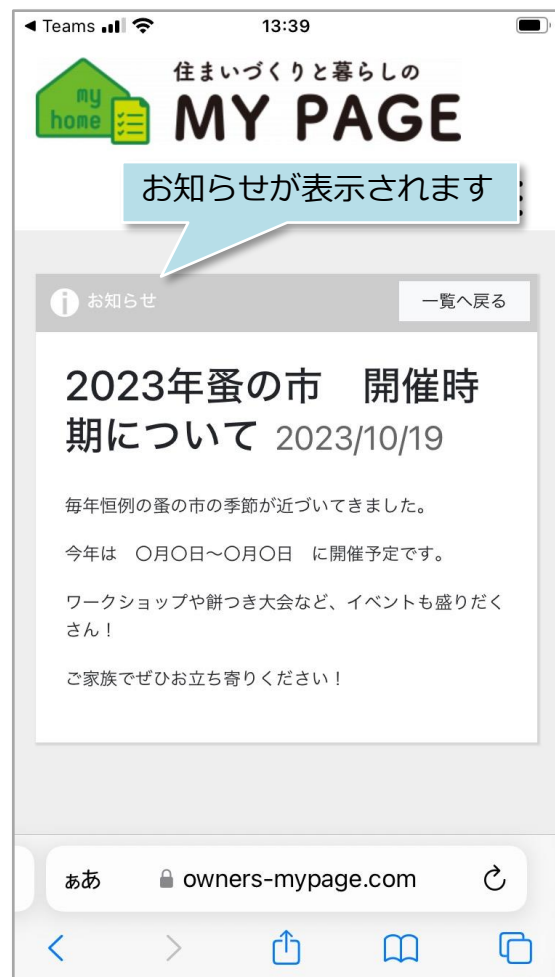 Teams
13:39
my
home
住まいづくりと暮らしの
MY PAGE
お知らせが表示されます
お知らせ
一覧へ戻る
2023年蚤の市　開催時
期について 2023/10/19
毎年恒例の蚤の市の季節が近づいてきました。
今年は　〇月〇日～〇月〇日　に開催予定です。
ワークショップや餅つき大会など、イベントも盛りだく
さん！
ご家族でぜひお立ち寄りください！
ぁあ
owners-mypage.com